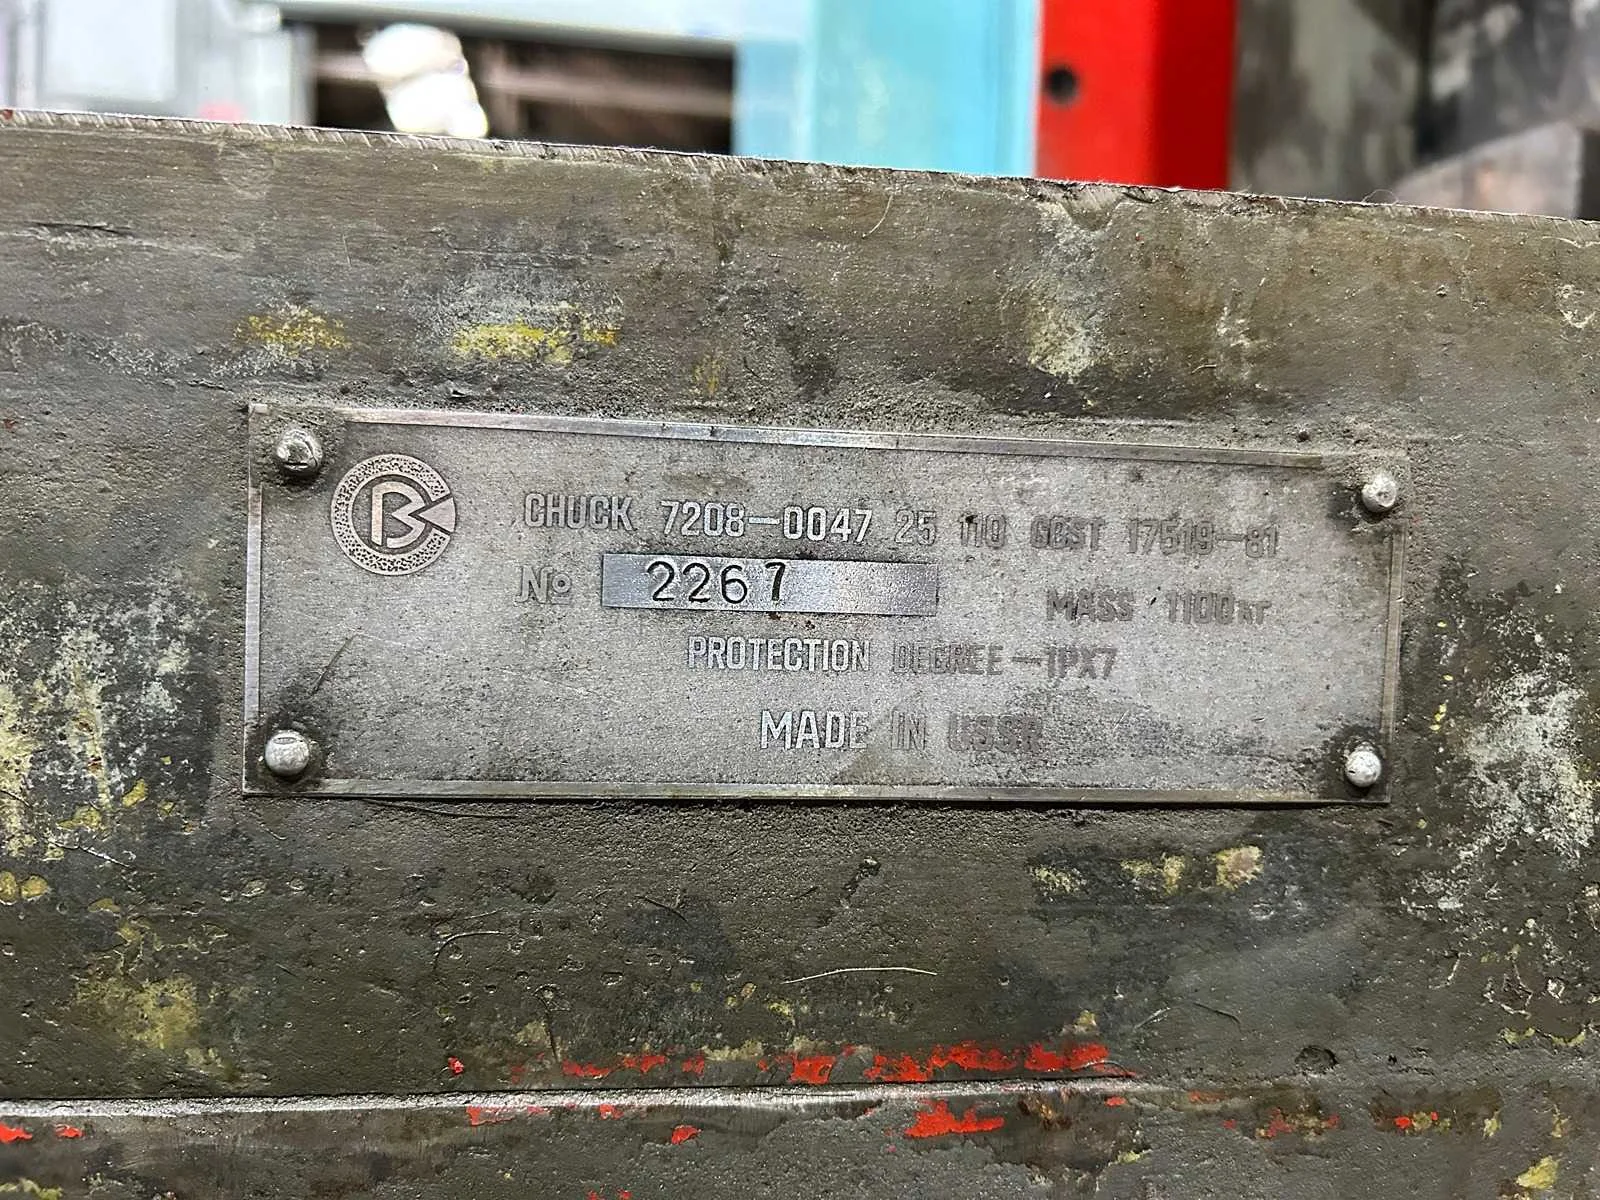 CHUCK 7208-0047 25 110 GOST 17519-81
№ 2267
MASS 1100 кг
PROTECTION DEGREE-IPX7
MADE IN USSR